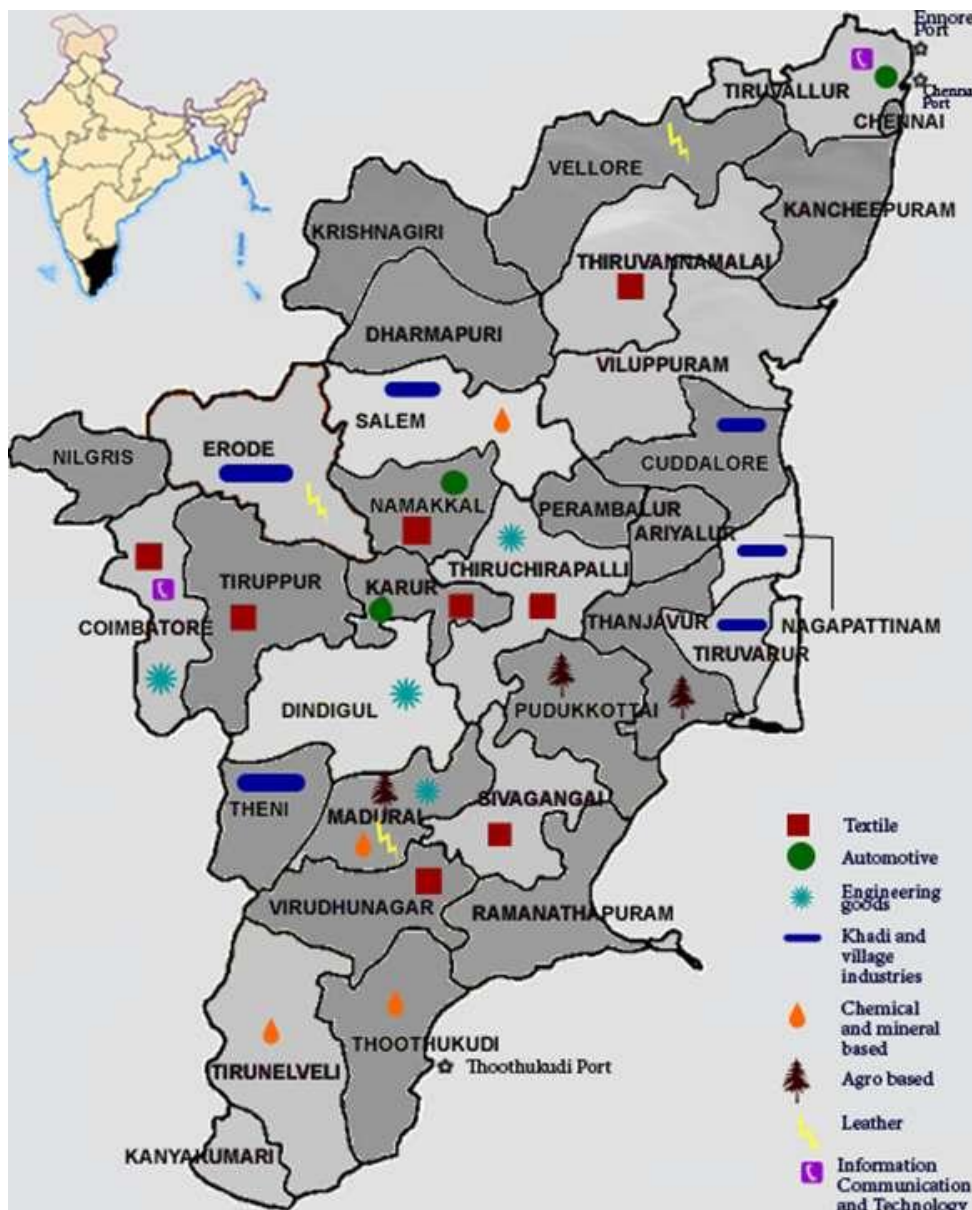 Ennore
Port
Chenna
Port
TIRUVALLUR
CHENNAI
VELLORE
KANCHEEPURAM
KRISHNAGIRI
THIRUVANNAMALAI
DHARMAPURI
VILUPPURAM
SALEM
ERODE
NILGRIS
CUDDALORE
NAMAKKAL
PERAMBALUR
ARIYALUR
THIRUCHIRAPALLI
TIRUPPUR
KARUR
THANJAVUR
COIMBATORE
NAGAPATTINAM
TIRUVARUR
DINDIGUL
PUDUKKOTTAI
THENI
MADURAI
SIVAGANGAI
VIRUDHUNAGAR
RAMANATHAPURAM
THOOTHUKUDI
TIRUNELVELI
Thoothukudi Port
KANYAKUMARI
Textile
Automotive
Engineering
goods
Khadi and
village
industries
Chemical
and mineral
based
Agro based
Leather
Information
Communication
and Technology